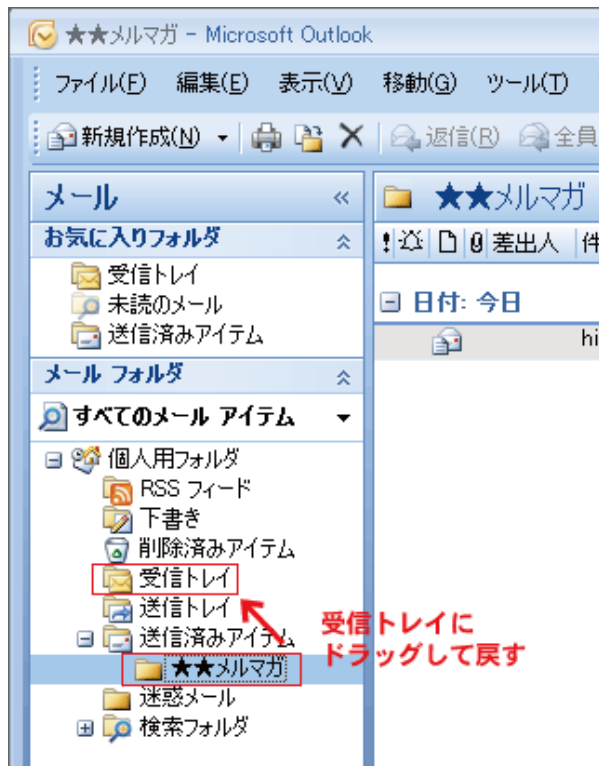 ★★メルマガ - Microsoft Outlook
ファイル(F) 編集(E) 表示(V) 移動(G) ツール(T)
新規作成(N) 返信(R) 全員
メール «
★★メルマガ
お気に入りフォルダ
差出人 件
受信トレイ
未読のメール
送信済みアイテム
日付: 今日
hi
メール フォルダ
すべてのメール アイテム
個人用フォルダ
RSS フィード
下書き
削除済みアイテム
受信トレイ
送信トレイ
送信済みアイテム
★★メルマガ
迷惑メール
検索フォルダ
受信トレイに
ドラッグして戻す